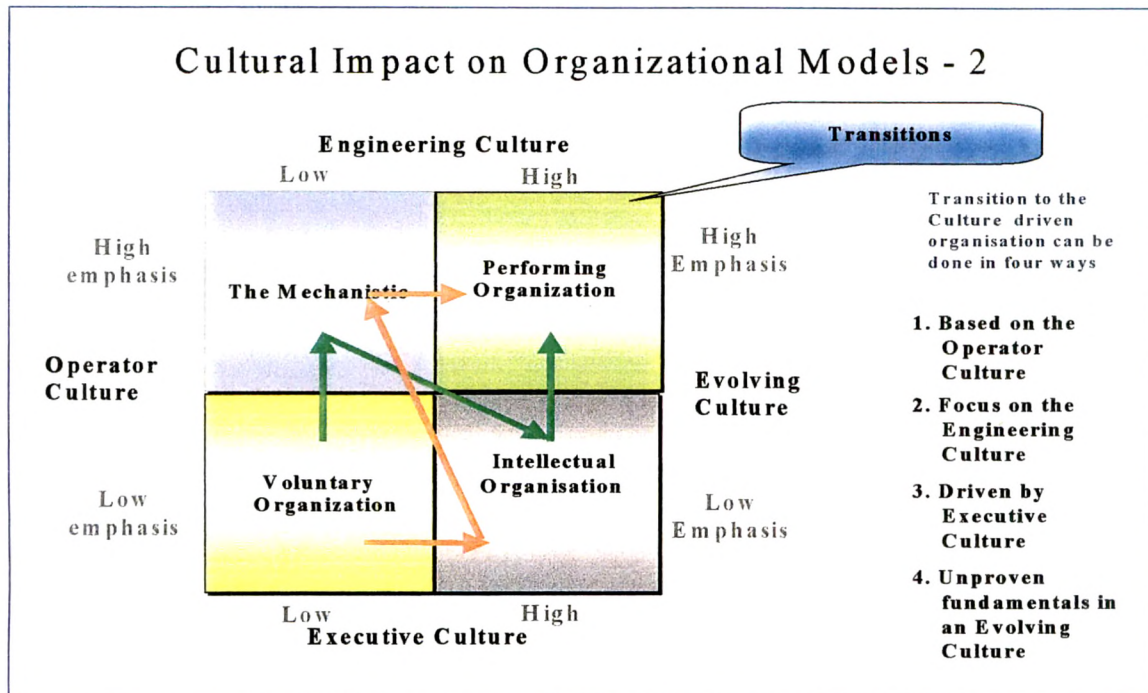 Cultural Impact on Organizational Models - 2
Transitions
Engineering Culture
Low
High
High
emphasis
High
Emphasis
The Mechanistic
Performing
Organization
Operator
Culture
Evolving
Culture
Voluntary
Organization
Intellectual
Organisation
Low
emphasis
Low
Emphasis
Low
High
Executive Culture
Transition to the
Culture driven
organisation can be
done in four ways
1. Based on the
Operator
Culture
2. Focus on the
Engineering
Culture
3. Driven by
Executive
Culture
4. Unproven
fundamentals in
an Evolving
Culture